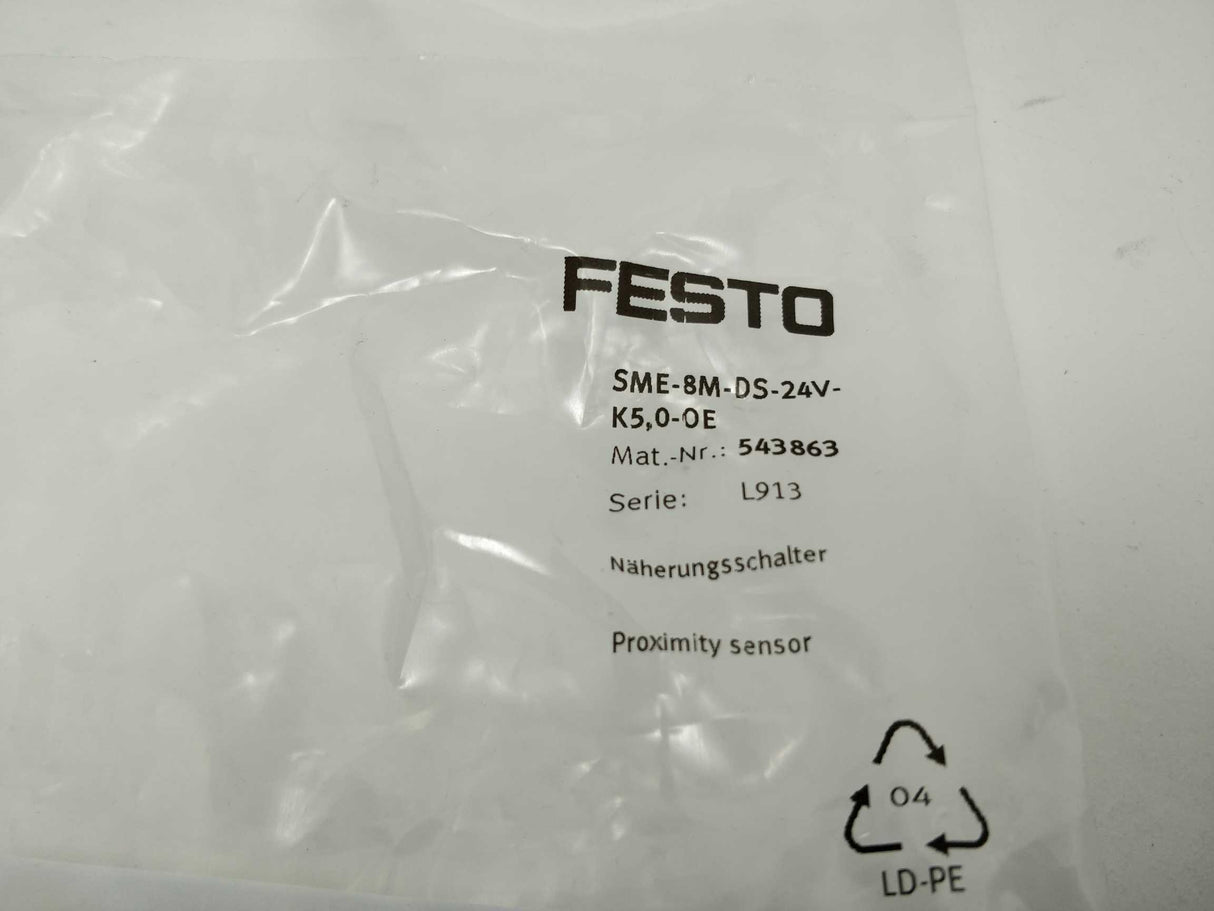 FESTO
SME-8M-DS-24V-
K5,0-OE
Mat.-Nr.: 543863
Serie: L913
Näherungsschalter
Proximity sensor
04
LD-PE